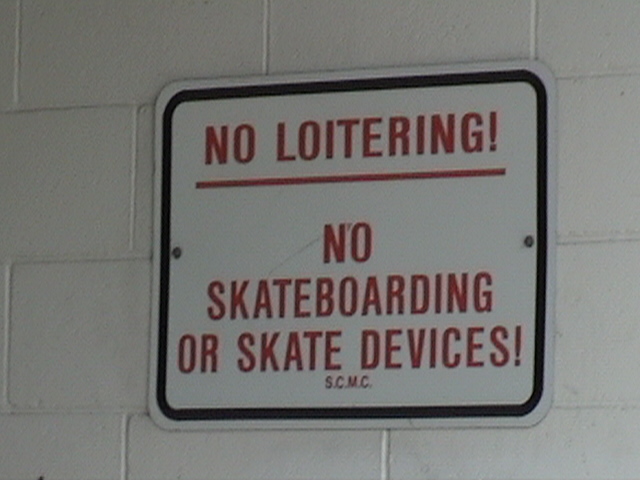 NO LOITERING!
NO
SKATEBOARDING
OR SKATE DEVICES!
S.C.M.C.